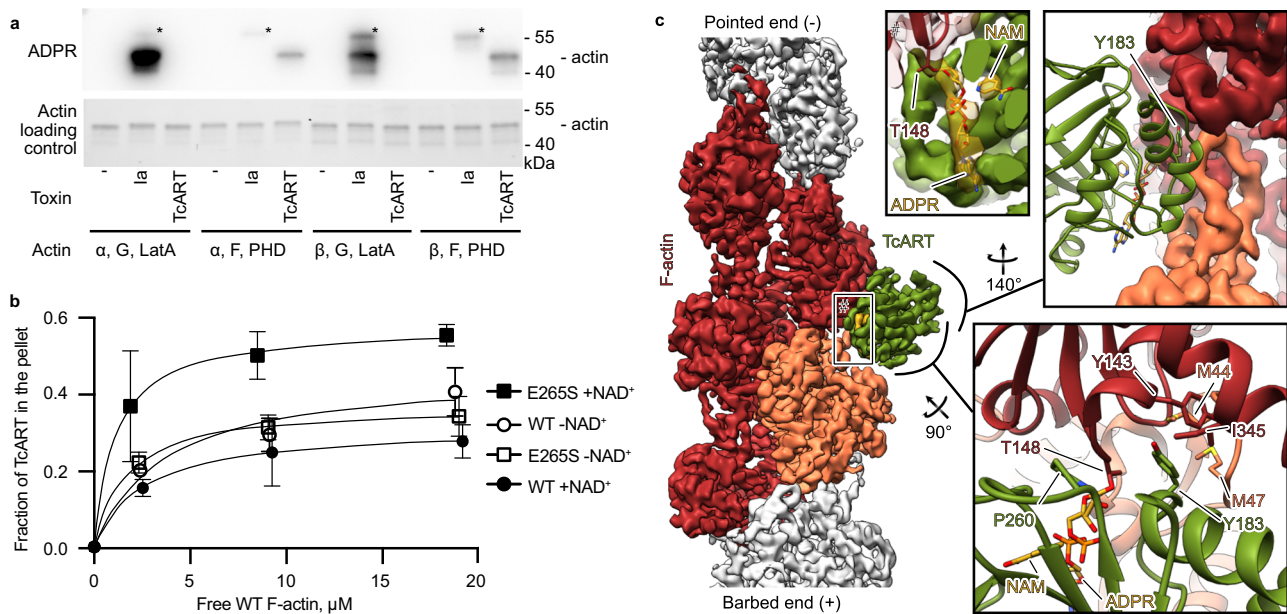 a
ADPR
*
*
*
*
55
- actin
40
Actin
loading
control
55
- actin
40
kDa
Toxin
-
Ia
TcART
-
Ia
TcART
-
Ia
TcART
-
Ia
TcART
Actin
α, G, LatA
α, F, PHD
β, G, LatA
β, F, PHD
b
Fraction of TcART in the pellet
0.6
0.4
0.2
0.0
0
5
10
15
20
Free WT F-actin, µM
E265S +NAD⁺
WT -NAD⁺
E265S -NAD⁺
WT +NAD⁺
c
Pointed end (-)
F-actin
TcART
#
Barbed end (+)
#
NAM
T148
ADPR
140°
90°
Y183
Y143
M44
I345
T148
P260
M47
Y183
NAM
ADPR